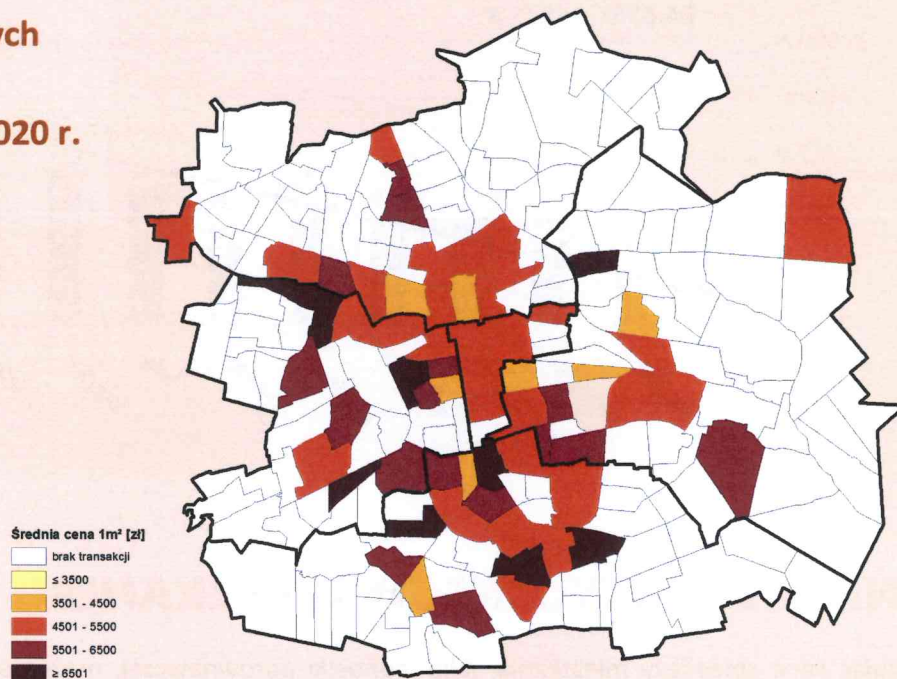 ych
020 r.
Średnia cena 1m² [zł]
brak transakcji
≤ 3500
3501 - 4500
4501 - 5500
5501 - 6500
≥ 6501